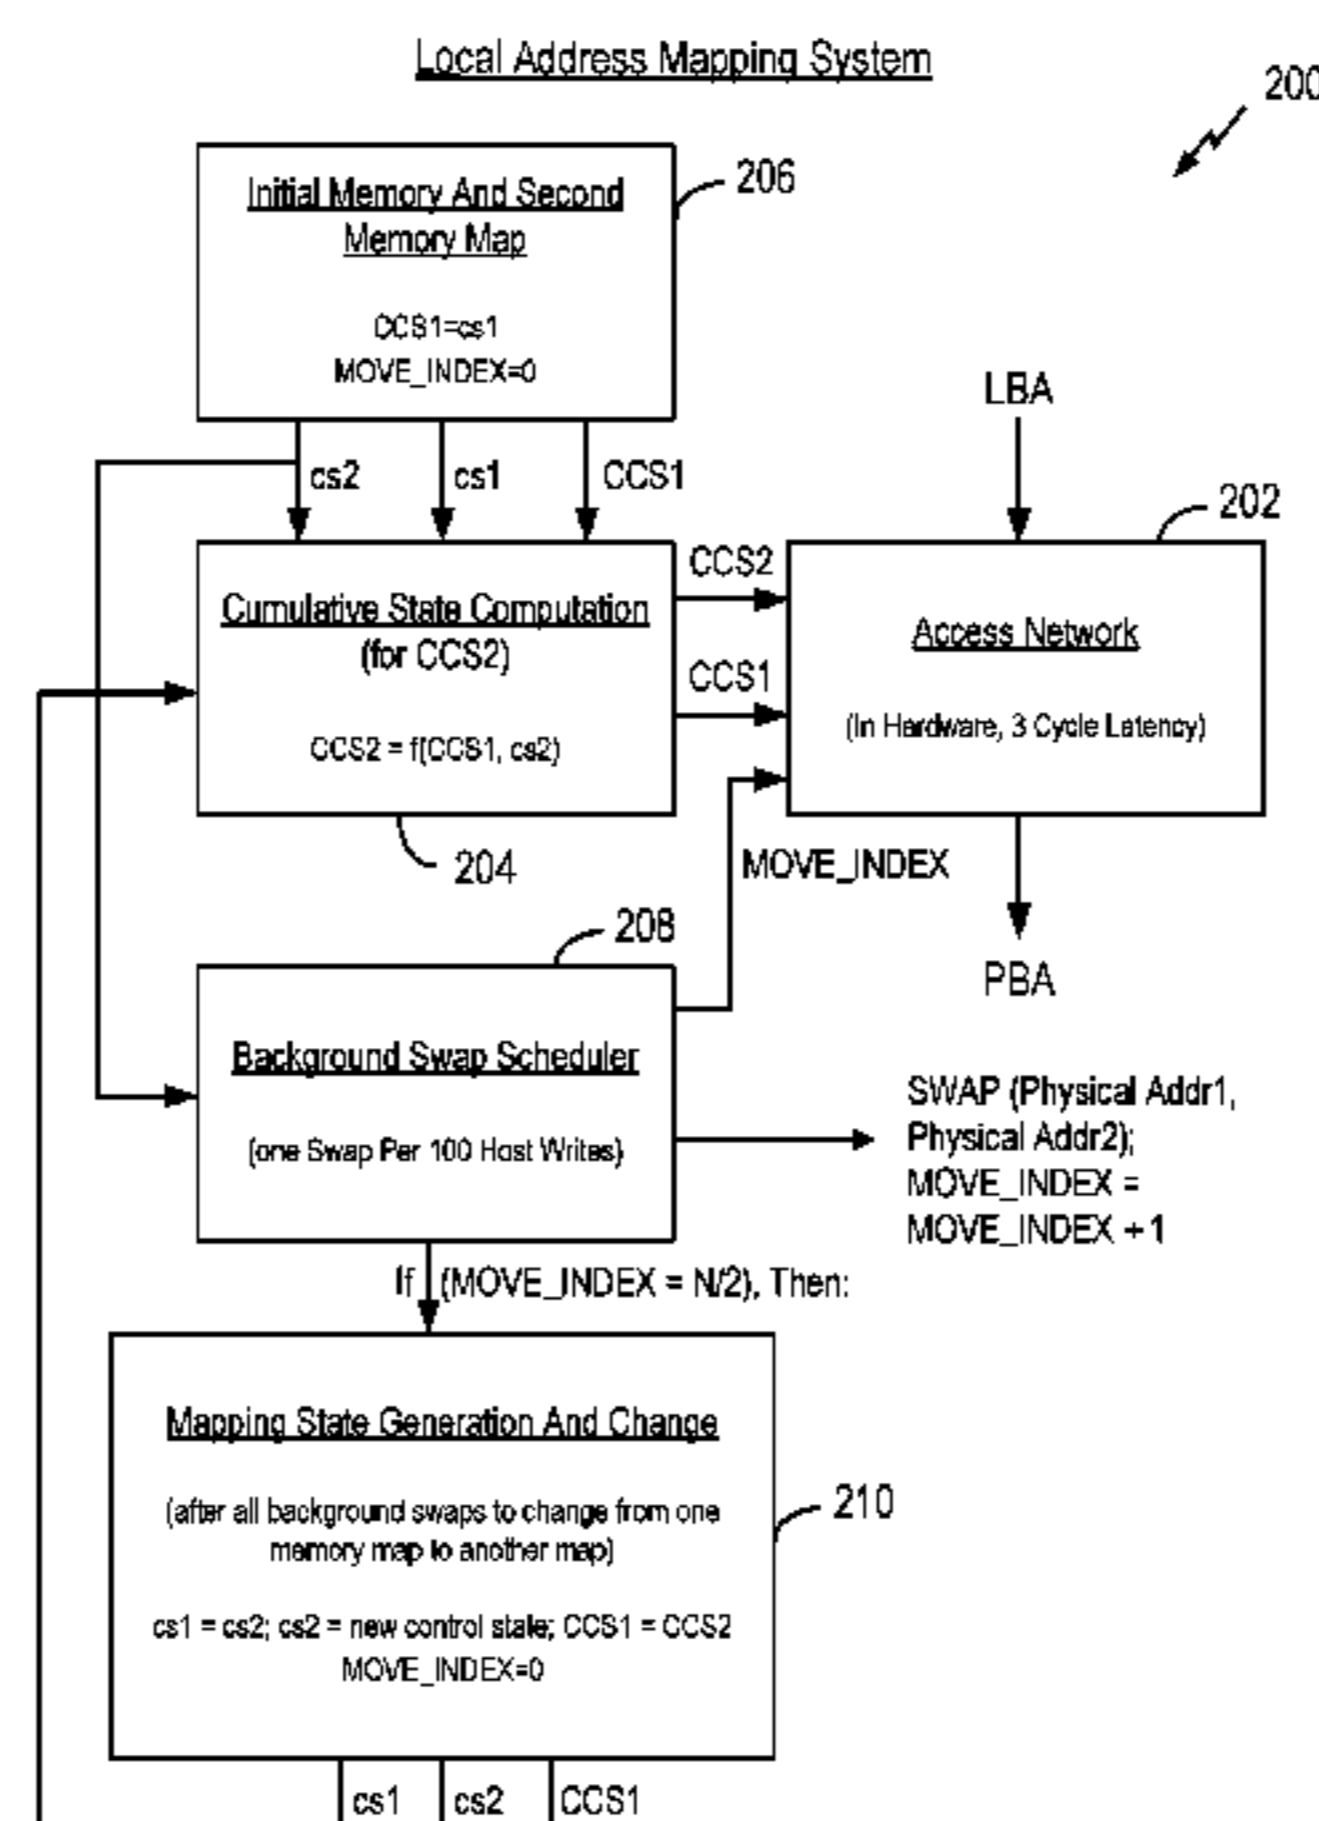 Local Address Mapping System
200
Initial Memory And Second
Memory Map
206
CCS1=cs1
MOVE_INDEX=0
LBA
cs2
cs1
CCS1
202
CCS2
Cumulative State Computation
(for CCS2)
Access Network
CCS1
(In Hardware, 3 Cycle Latency)
CCS2 = f(CCS1, cs2)
204
MOVE_INDEX
208
PBA
Background Swap Scheduler
(one Swap Per 100 Host Writes)
SWAP (Physical Addr1,
Physical Addr2);
MOVE_INDEX =
MOVE_INDEX + 1
If (MOVE_INDEX = N/2), Then:
Mapping State Generation And Change
210
(after all background swaps to change from one
memory map to another map)
cs1 = cs2; cs2 = new control state; CCS1 = CCS2
MOVE_INDEX=0
cs1
cs2
CCS1